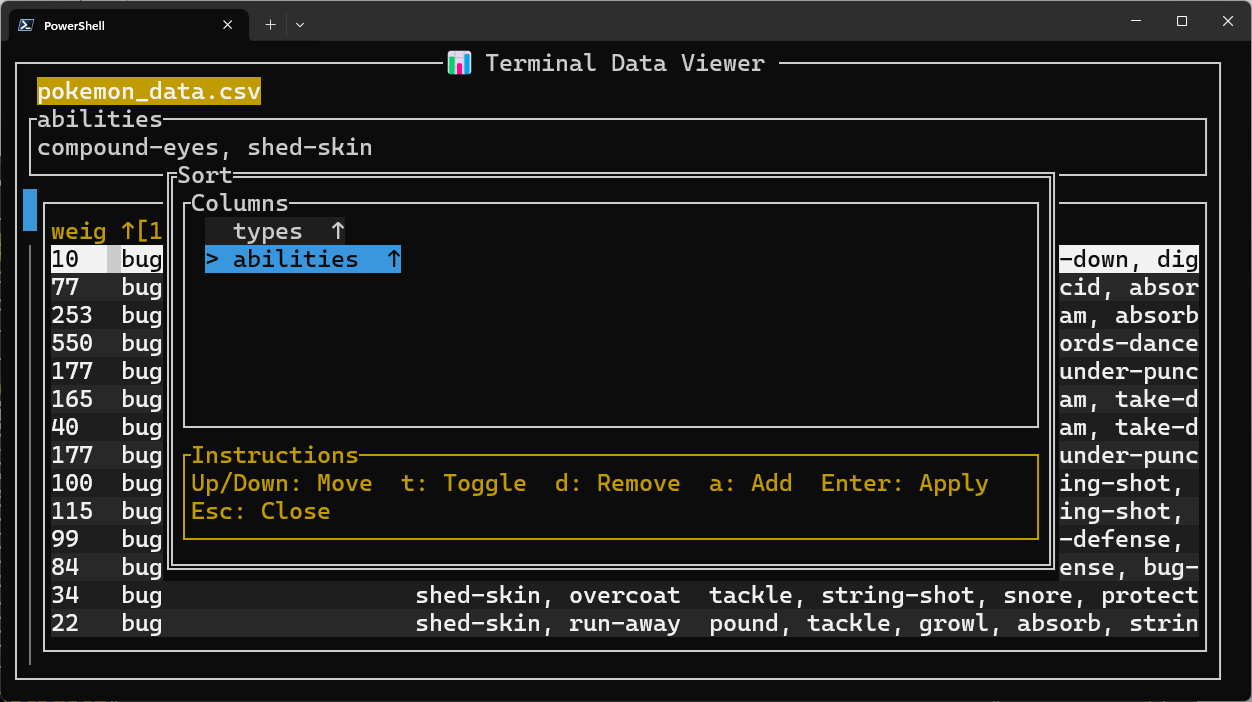 PowerShell
Terminal Data Viewer
pokemon_data.csv
abilities
compound-eyes, shed-skin
Sort
Columns
types ↑
> abilities ↑
weig ↑[1
10 bug -down, dig
77 bug cid, absor
253 bug am, absorb
550 bug ords-dance
177 bug under-punc
165 bug am, take-d
40 bug am, take-d
177 bug under-punc
100 bug ing-shot,
115 bug ing-shot,
99 bug -defense,
84 bug ense, bug-
34 bug shed-skin, overcoat tackle, string-shot, snore, protect
22 bug shed-skin, run-away pound, tackle, growl, absorb, strin
Instructions
Up/Down: Move t: Toggle d: Remove a: Add Enter: Apply
Esc: Close